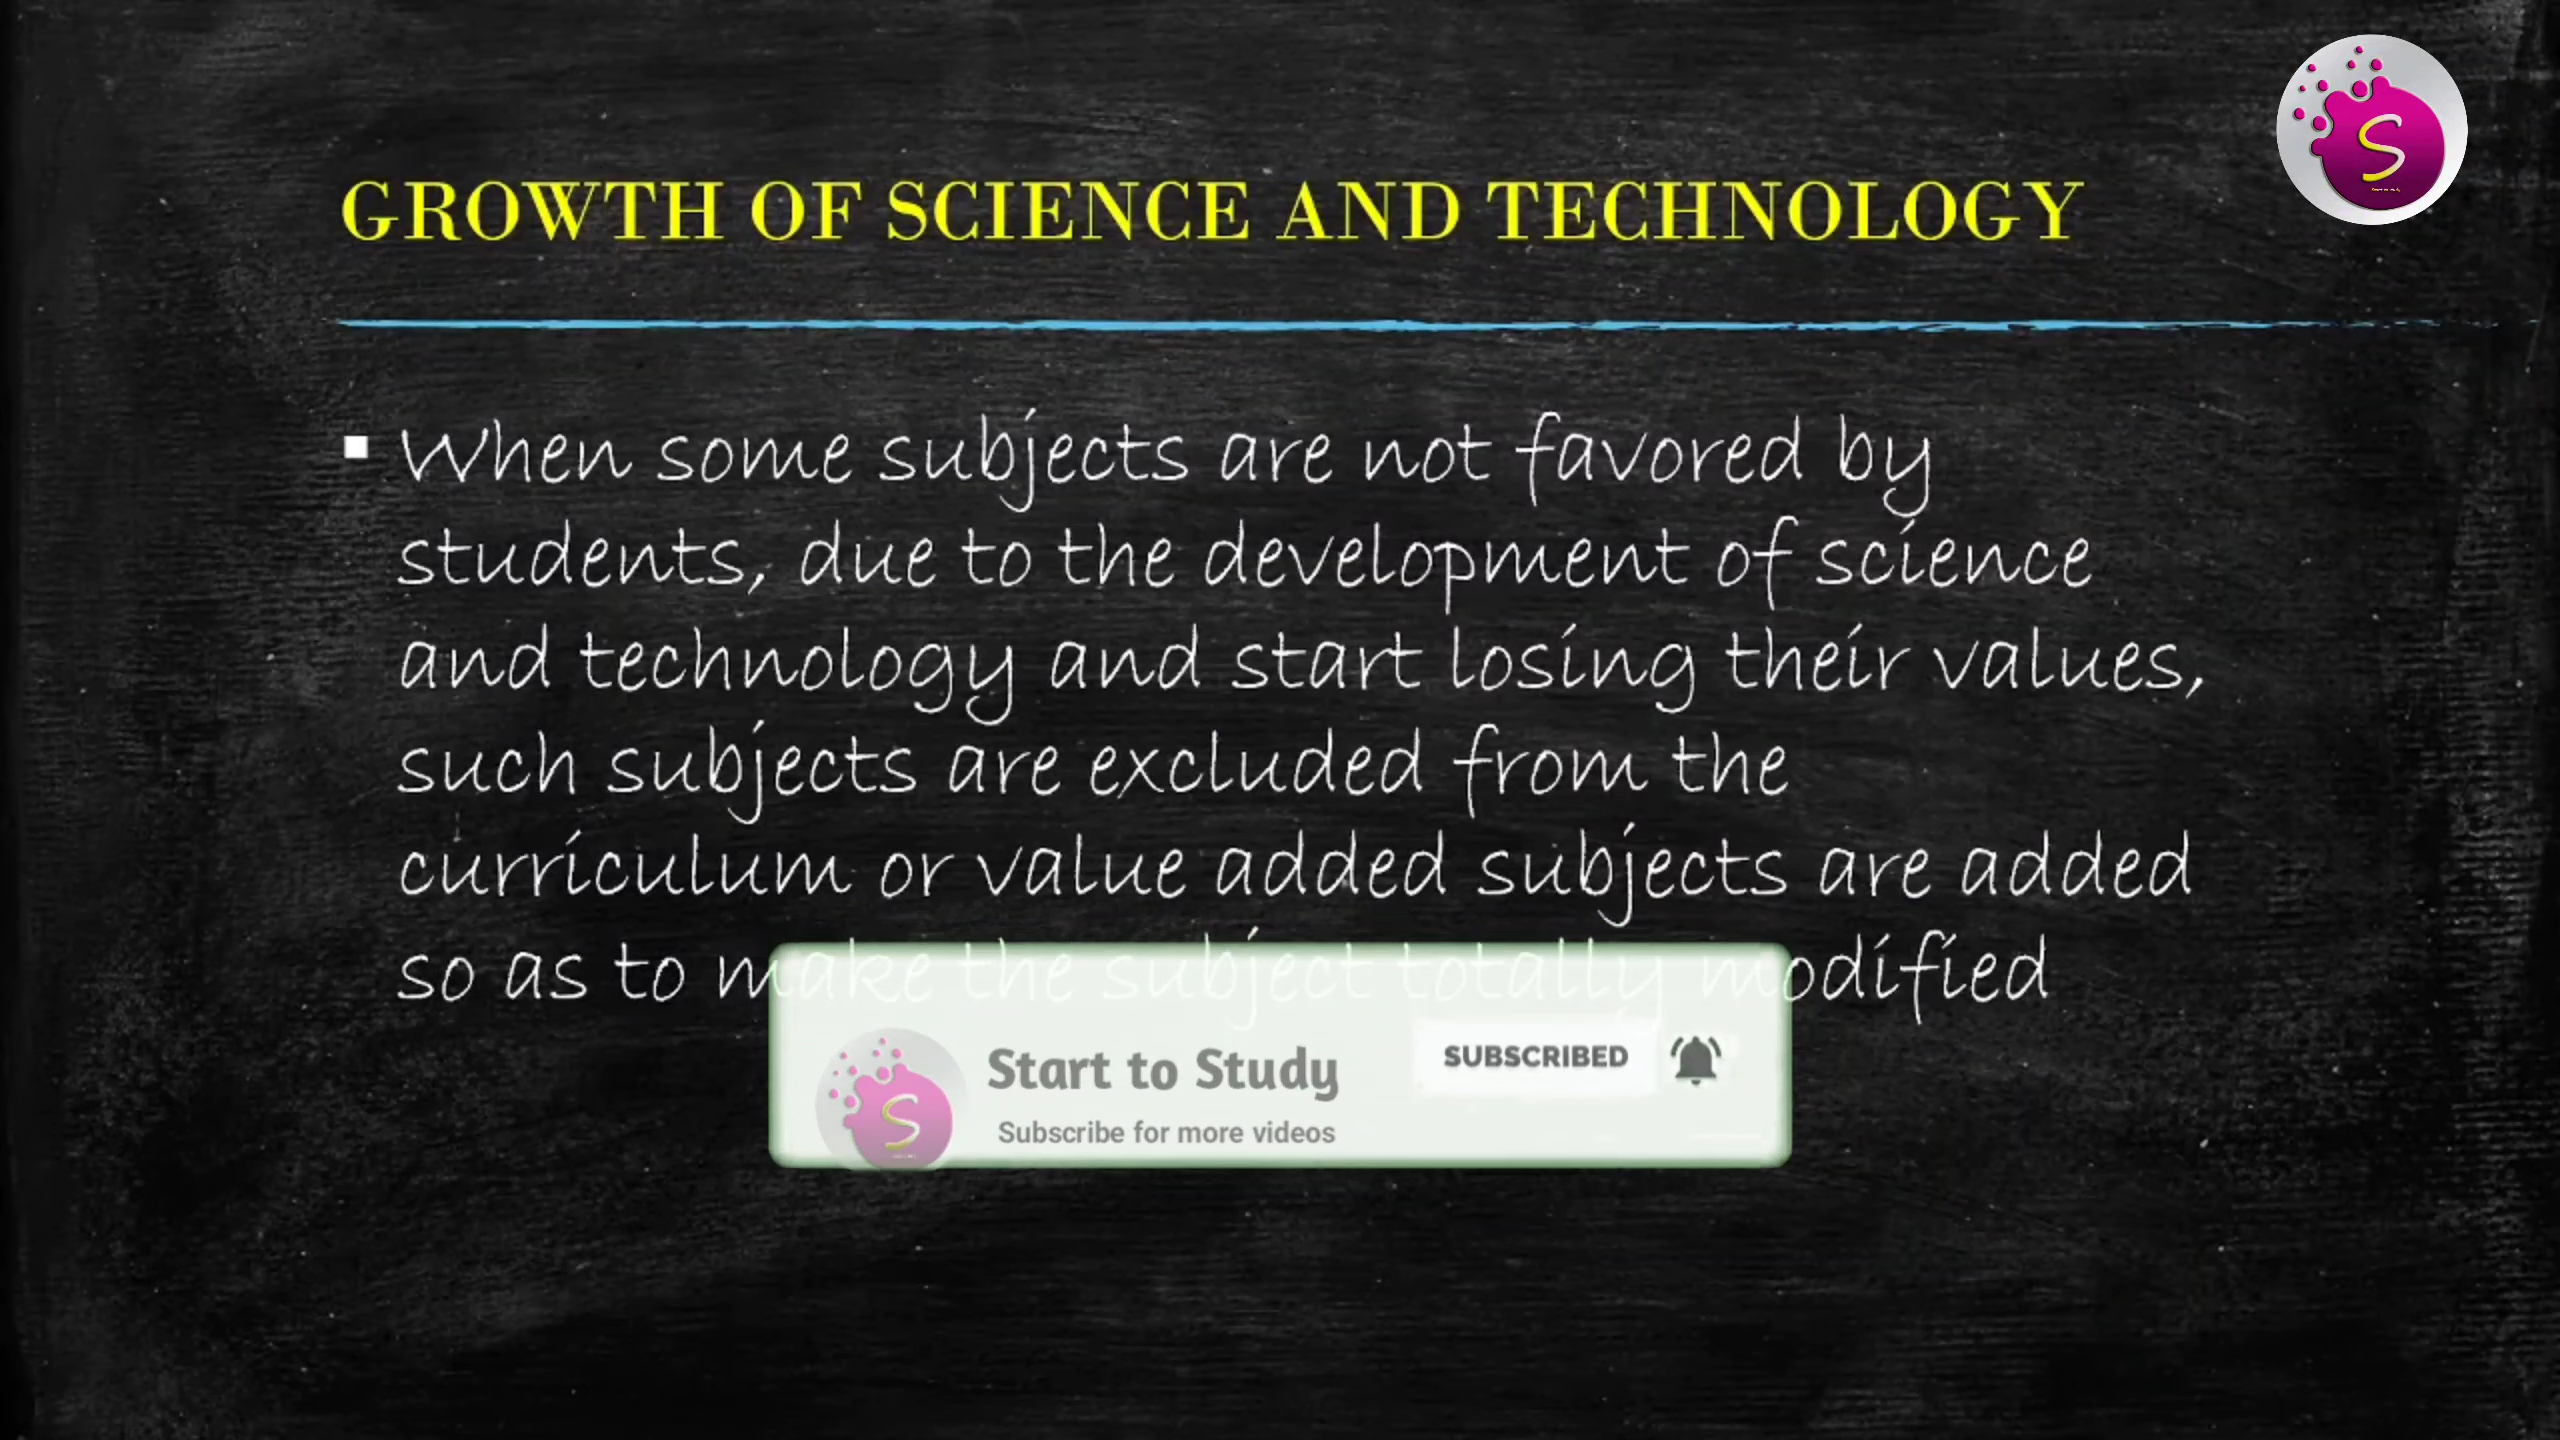 GROWTH OF SCIENCE AND TECHNOLOGY
S
When some subjects are not favored by
students, due to the development of science
and technology and start losing their values,
such subjects are excluded from the
curriculum or value added subjects are added
so as to make the subject totally modified
Start to Study
SUBSCRIBED
Subscribe for more videos
S